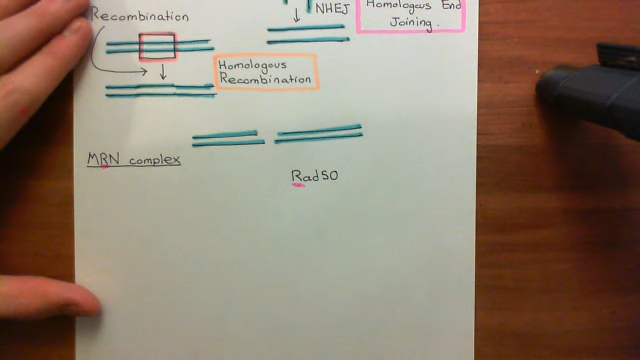 Recombination
NHEJ
Homologous End
Joining.
Homologous
Recombination
MRN complex
Rad50